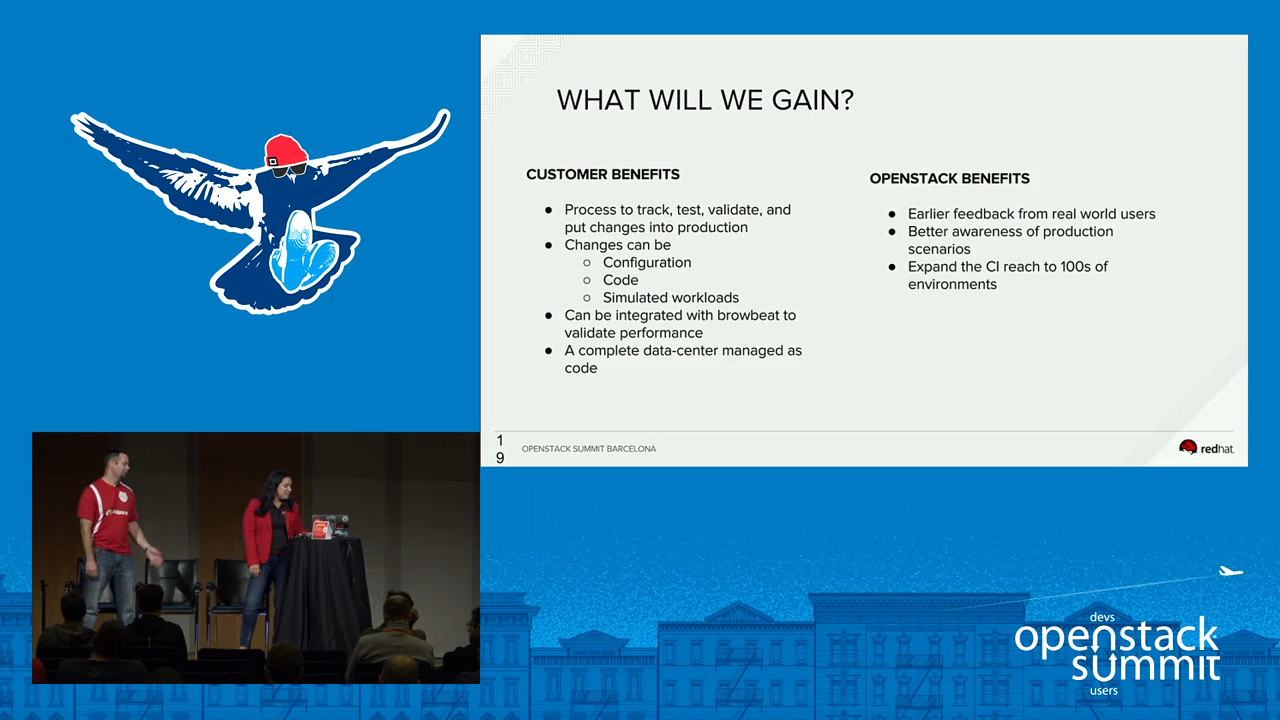 WHAT WILL WE GAIN?
CUSTOMER BENEFITS
● Process to track, test, validate, and
put changes into production
● Changes can be
○ Configuration
○ Code
○ Simulated workloads
● Can be integrated with browbeat to
validate performance
● A complete data-center managed as
code
OPENSTACK BENEFITS
● Earlier feedback from real world users
● Better awareness of production
scenarios
● Expand the CI reach to 100s of
environments
1
9
OPENSTACK SUMMIT BARCELONA
redhat.
devs
openstack
summit
users